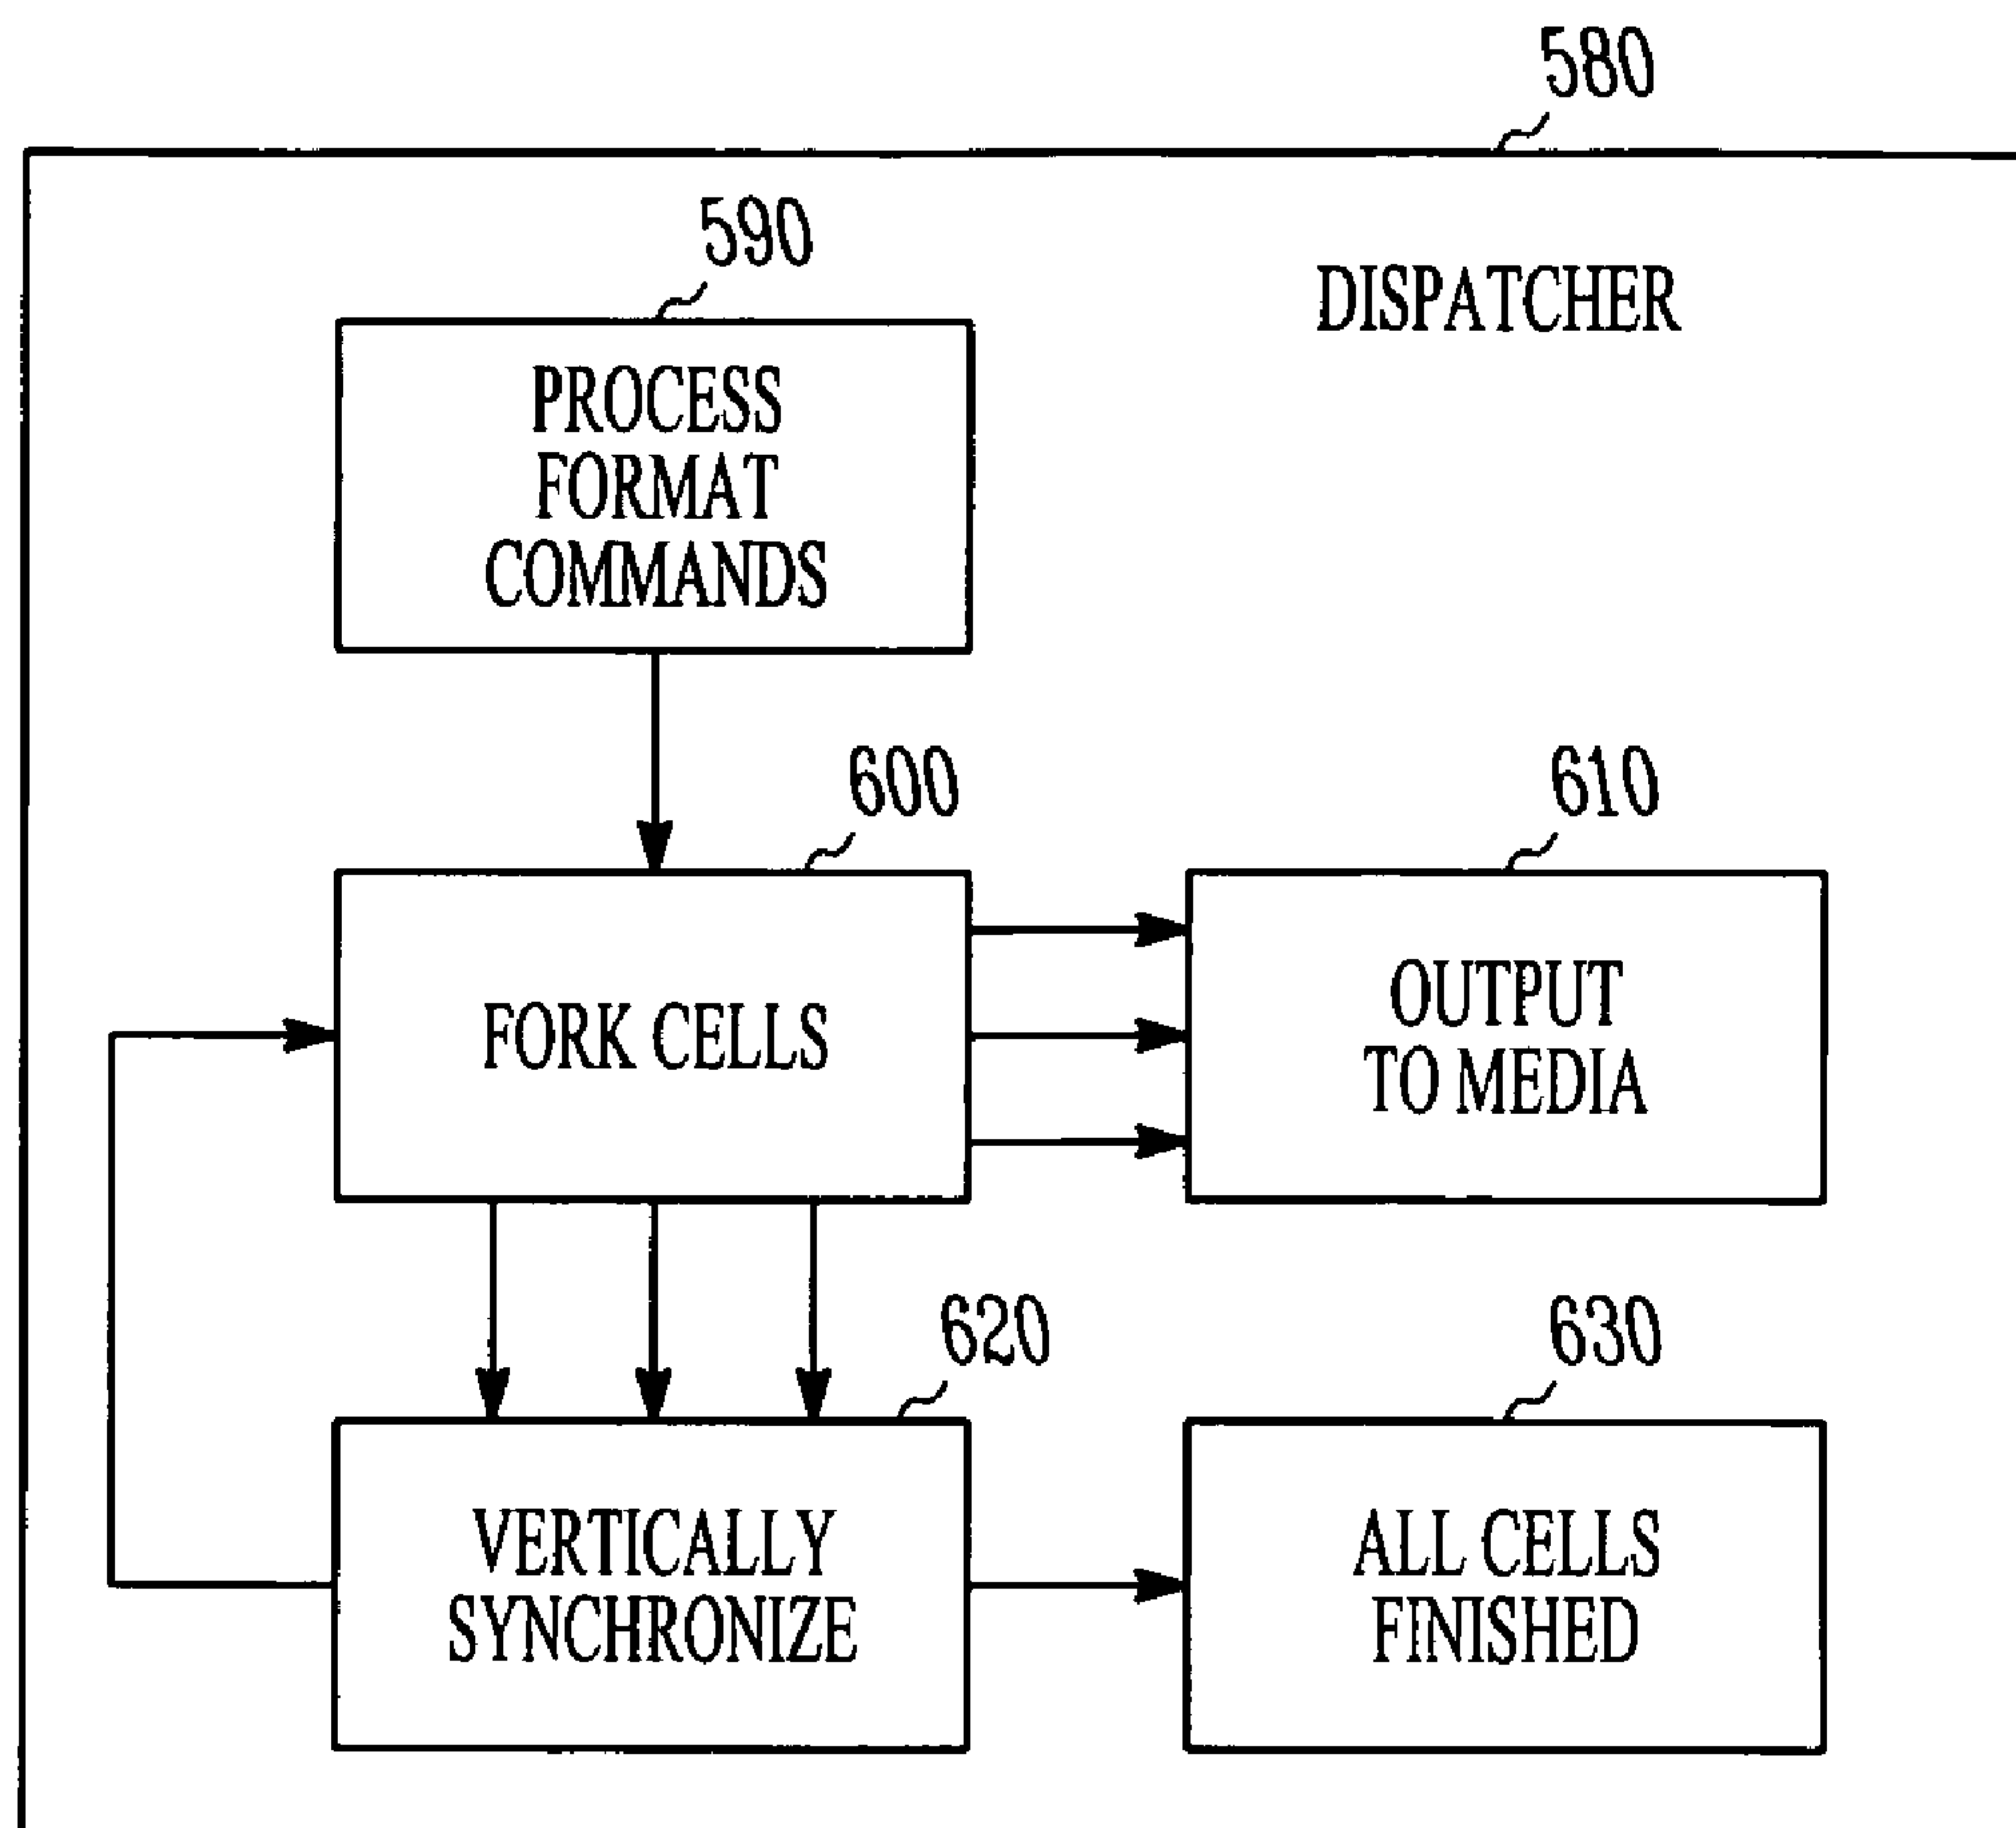 580
590
DISPATCHER
PROCESS
FORMAT
COMMANDS
600
610
FORK CELLS
OUTPUT
TO MEDIA
620
630
VERTICALLY
SYNCHRONIZE
ALL CELLS
FINISHED